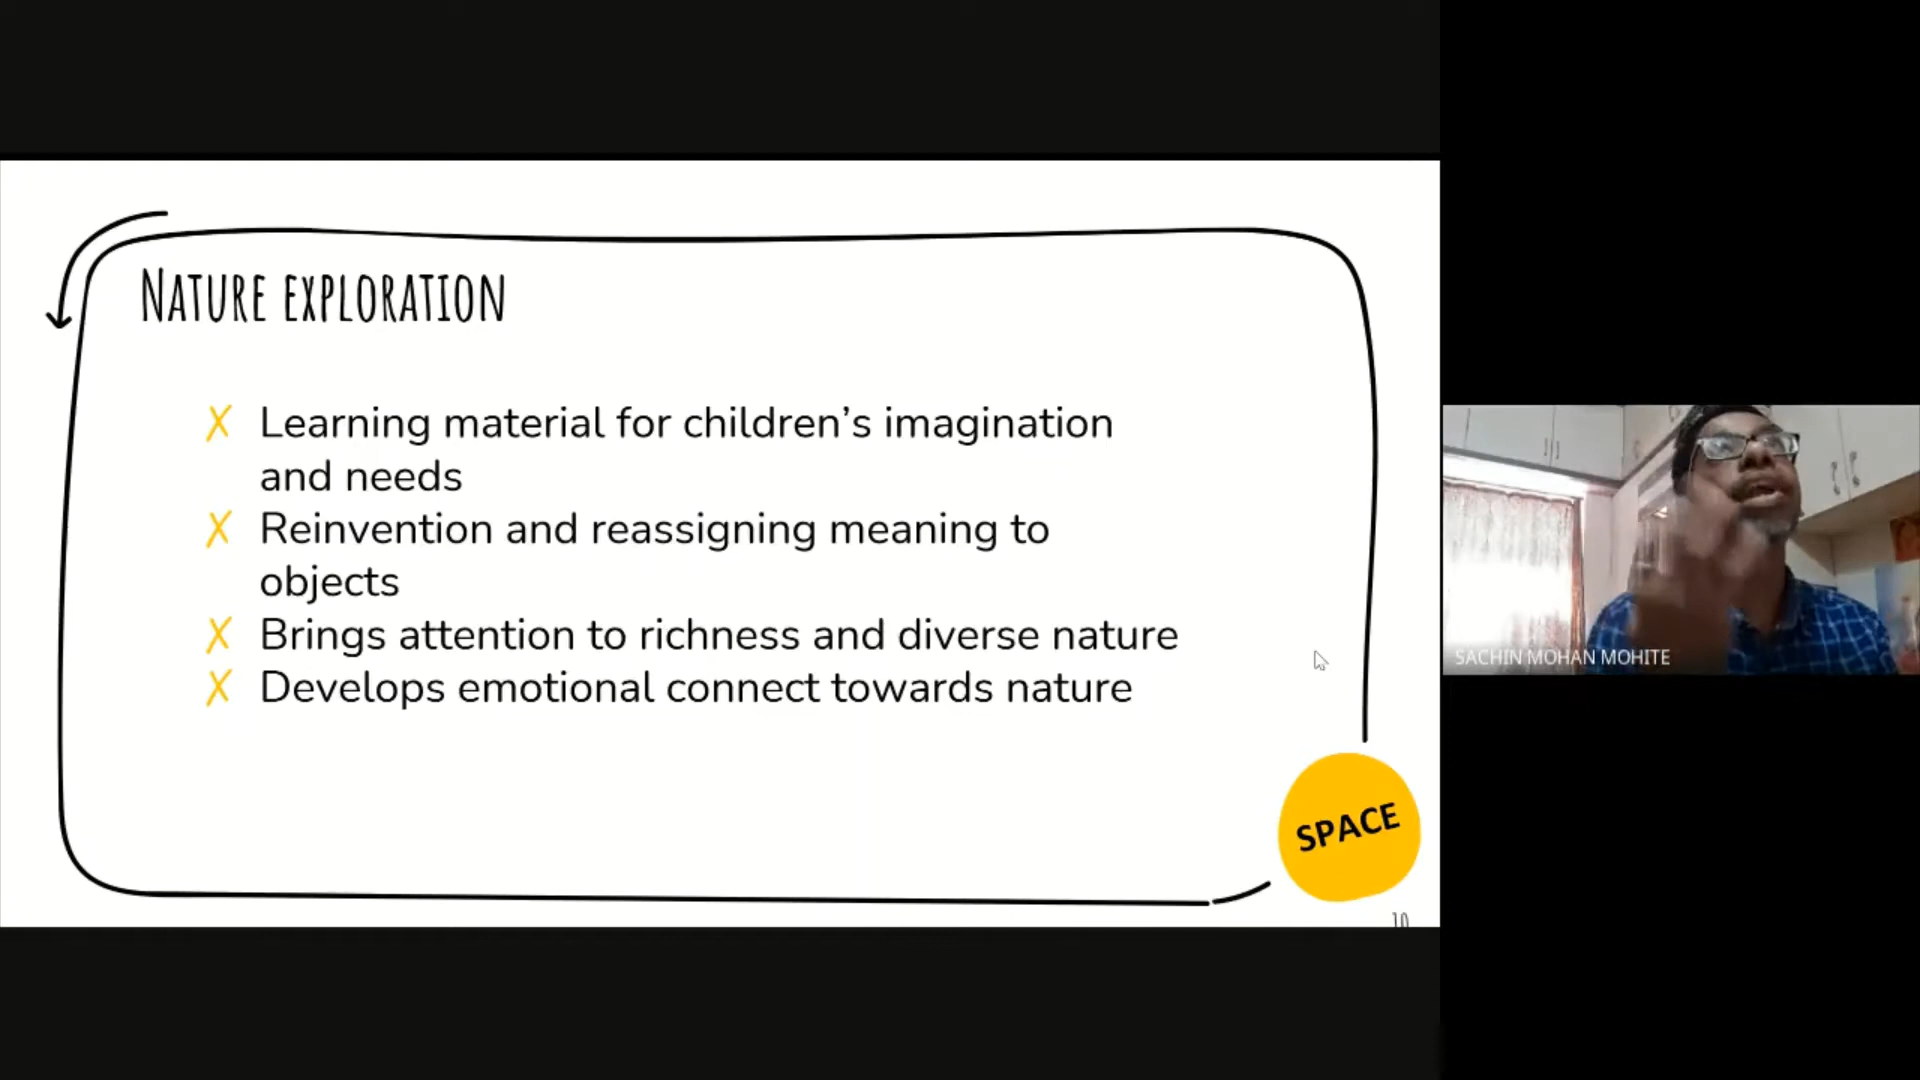 NATURE EXPLORATION
X Learning material for children’s imagination
and needs
X Reinvention and reassigning meaning to
objects
X Brings attention to richness and diverse nature
X Develops emotional connect towards nature
SPACE
10
SACHIN MOHAN MOHITE